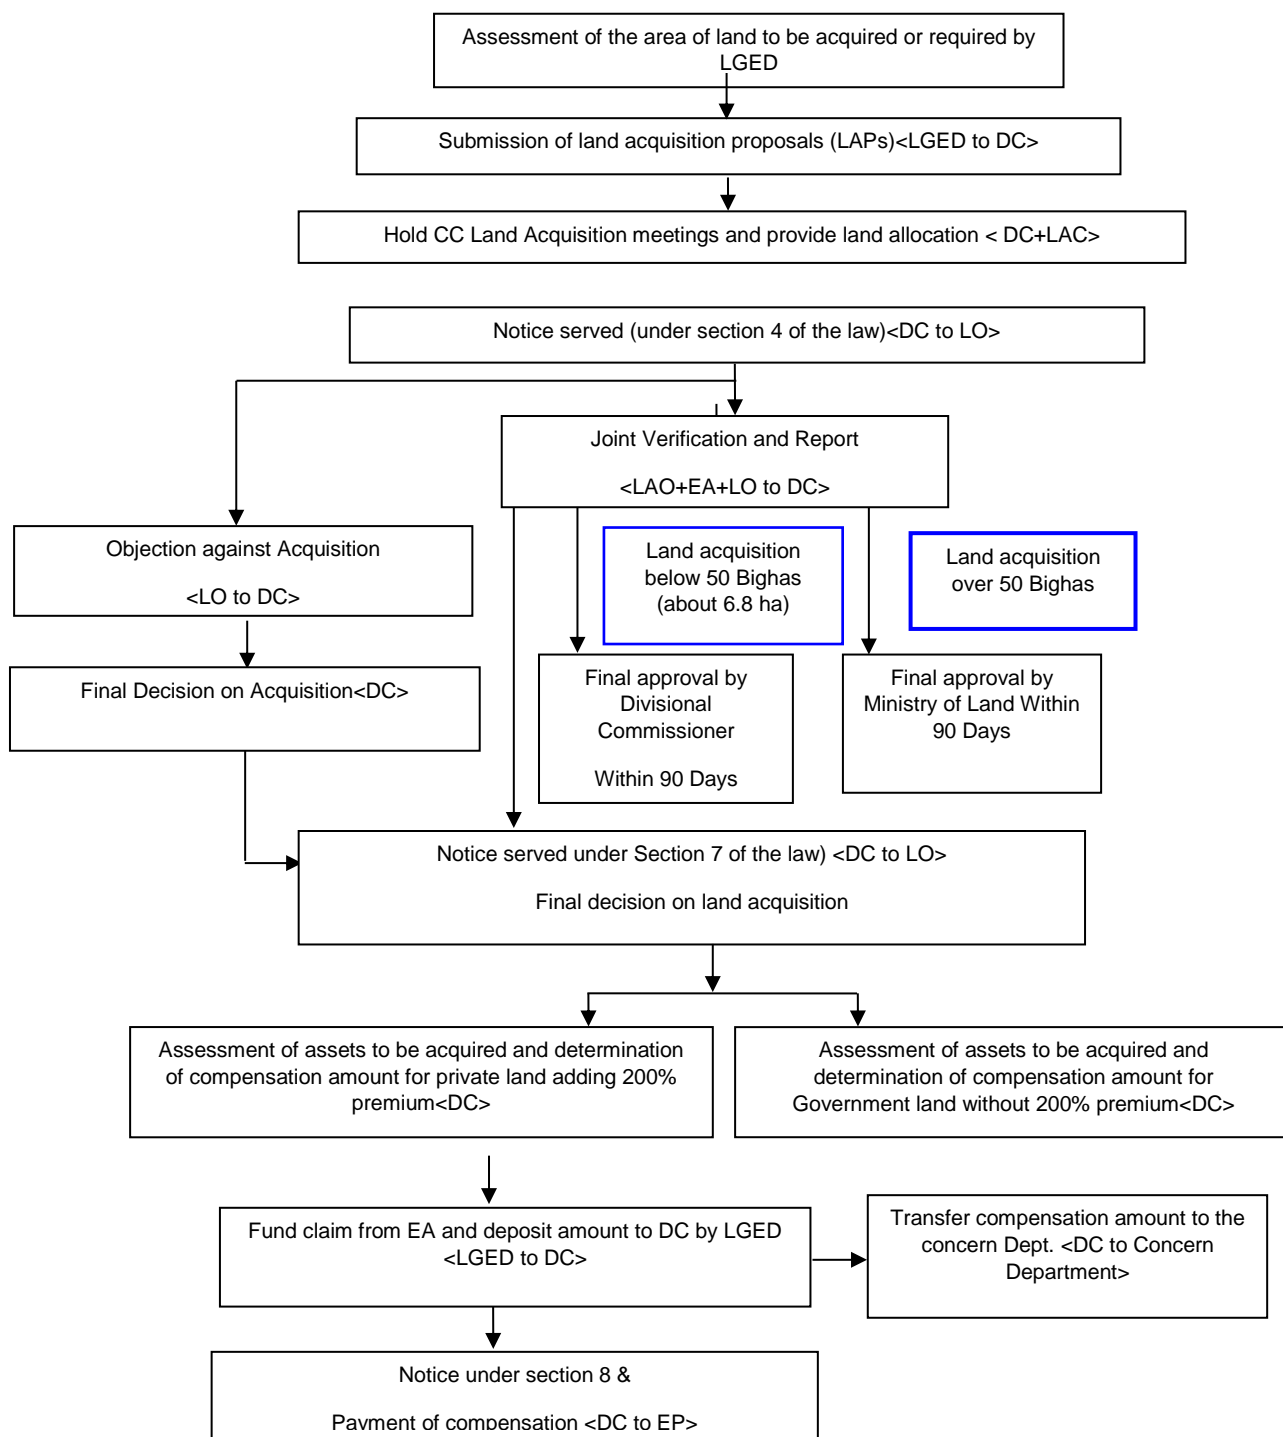 Assessment of the area of land to be acquired or required by
LGED
Submission of land acquisition proposals (LAPs)<LGED to DC>
Hold CC Land Acquisition meetings and provide land allocation < DC+LAC>
Notice served (under section 4 of the law)<DC to LO>
Joint Verification and Report
<LAO+EA+LO to DC>
Objection against Acquisition
<LO to DC>
Land acquisition
below 50 Bighas
(about 6.8 ha)
Land acquisition
over 50 Bighas
Final Decision on Acquisition<DC>
Final approval by
Divisional
Commissioner
Within 90 Days
Final approval by
Ministry of Land Within
90 Days
Notice served under Section 7 of the law) <DC to LO>
Final decision on land acquisition
Assessment of assets to be acquired and determination
of compensation amount for private land adding 200%
premium<DC>
Assessment of assets to be acquired and
determination of compensation amount for
Government land without 200% premium<DC>
Fund claim from EA and deposit amount to DC by LGED
<LGED to DC>
Transfer compensation amount to the
concern Dept. <DC to Concern
Department>
Notice under section 8 &
Payment of compensation <DC to EP>